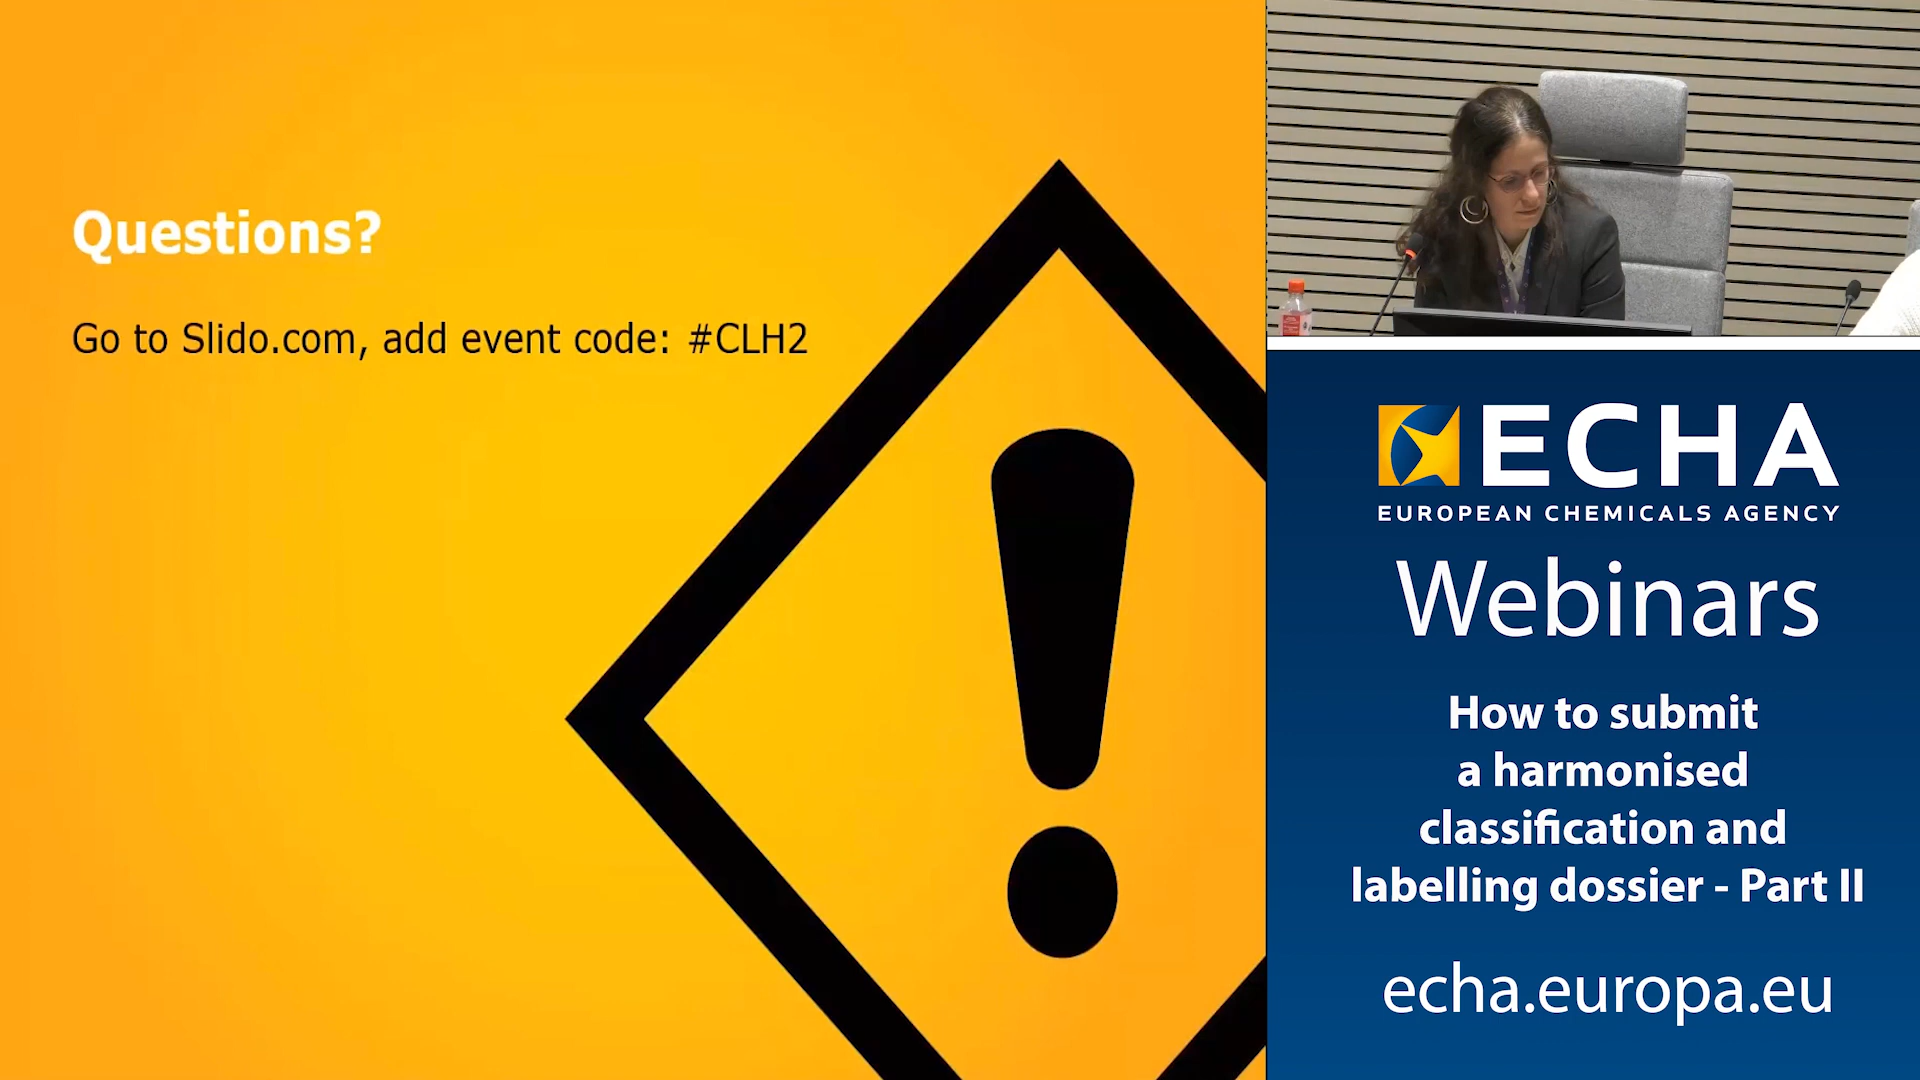 Questions?
Go to Slido.com, add event code: #CLH2
ECHA
EUROPEAN CHEMICALS AGENCY
Webinars
How to submit
a harmonised
classification and
labelling dossier - Part II
echa.europa.eu